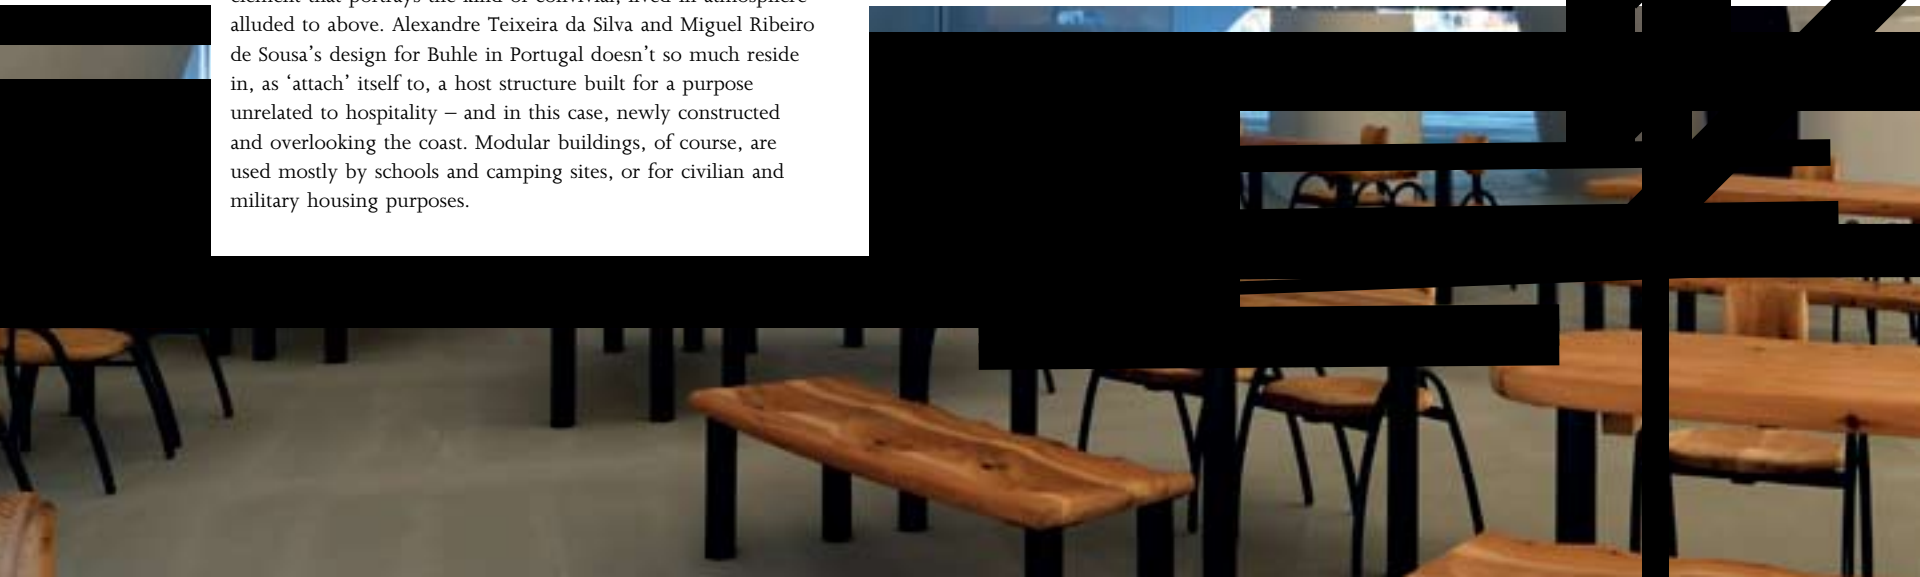 alluded to above. Alexandre Teixeira da Silva and Miguel Ribeiro
de Sousa’s design for Buhle in Portugal doesn’t so much reside
in, as ‘attach’ itself to, a host structure built for a purpose
unrelated to hospitality – and in this case, newly constructed
and overlooking the coast. Modular buildings, of course, are
used mostly by schools and camping sites, or for civilian and
military housing purposes.